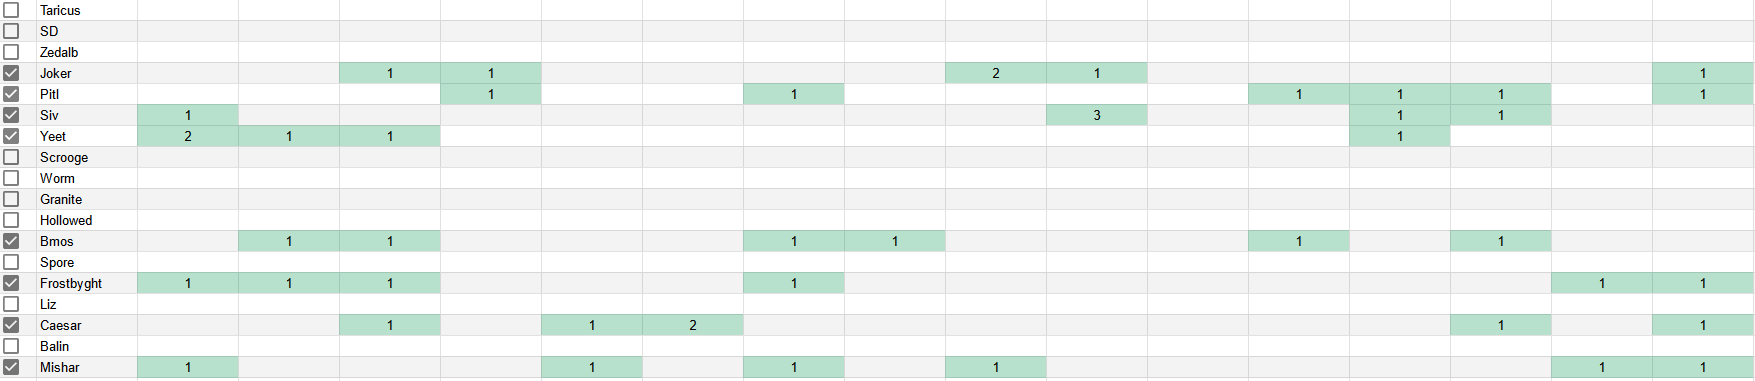 Taricus
SD
Zedalb
Joker 1 1 2 1 1
Pitl 1 1 1 1 1 1
Siv 1 3 1 1
Yeet 2 1 1 1
Scrooge
Worm
Granite
Hollowed
Bmos 1 1 1 1 1 1
Spore
Frostbyght 1 1 1 1 1 1
Liz
Caesar 1 1 2 1 1
Balin
Mishar 1 1 1 1 1 1